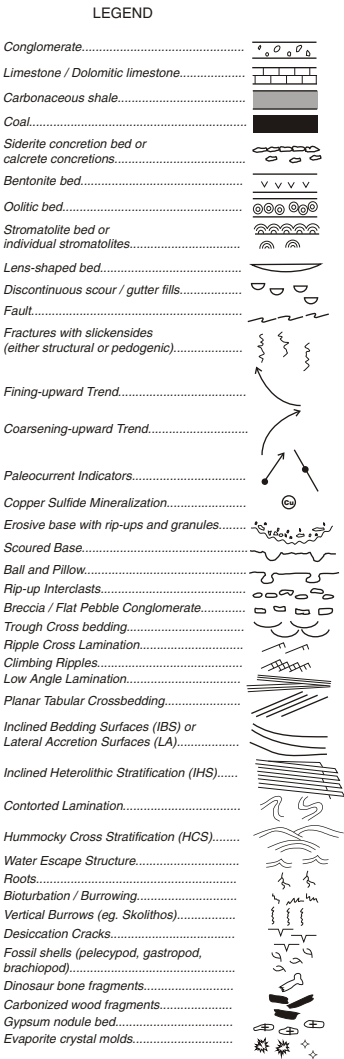 LEGEND
Conglomerate............................................
Limestone / Dolomitic limestone..................
Carbonaceous shale...................................
Coal...........................................................
Siderite concretion bed or
calcrete concretions...................................
Bentonite bed............................................
Oolitic bed.................................................
Stromatolite bed or
individual stromatolites..............................
Lens-shaped bed.......................................
Discontinuous scour / gutter fills.................
Fault..........................................................
Fractures with slickensides
(either structural or pedogenic)...................
Fining-upward Trend...................................
Coarsening-upward Trend...........................
Paleocurrent Indicators...............................
Copper Sulfide Mineralization......................
Cu
Erosive base with rip-ups and granules........
Scoured Base............................................
Ball and Pillow...........................................
Rip-up Interclasts.......................................
Breccia / Flat Pebble Conglomerate............
Trough Cross bedding................................
Ripple Cross Lamination............................
Climbing Ripples........................................
Low Angle Lamination................................
Planar Tabular Crossbedding.....................
Inclined Bedding Surfaces (IBS) or
Lateral Accretion Surfaces (LA).................
Inclined Heterolithic Stratification (IHS)......
Contorted Lamination................................
Hummocky Cross Stratification (HCS)........
Water Escape Structure............................
Roots.......................................................
Bioturbation / Burrowing............................
Vertical Burrows (eg. Skolithos)................
Desiccation Cracks..................................
Fossil shells (pelecypod, gastropod,
brachiopod)..............................................
Dinosaur bone fragments..........................
Carbonized wood fragments.....................
Gypsum nodule bed.................................
Evaporite crystal molds............................